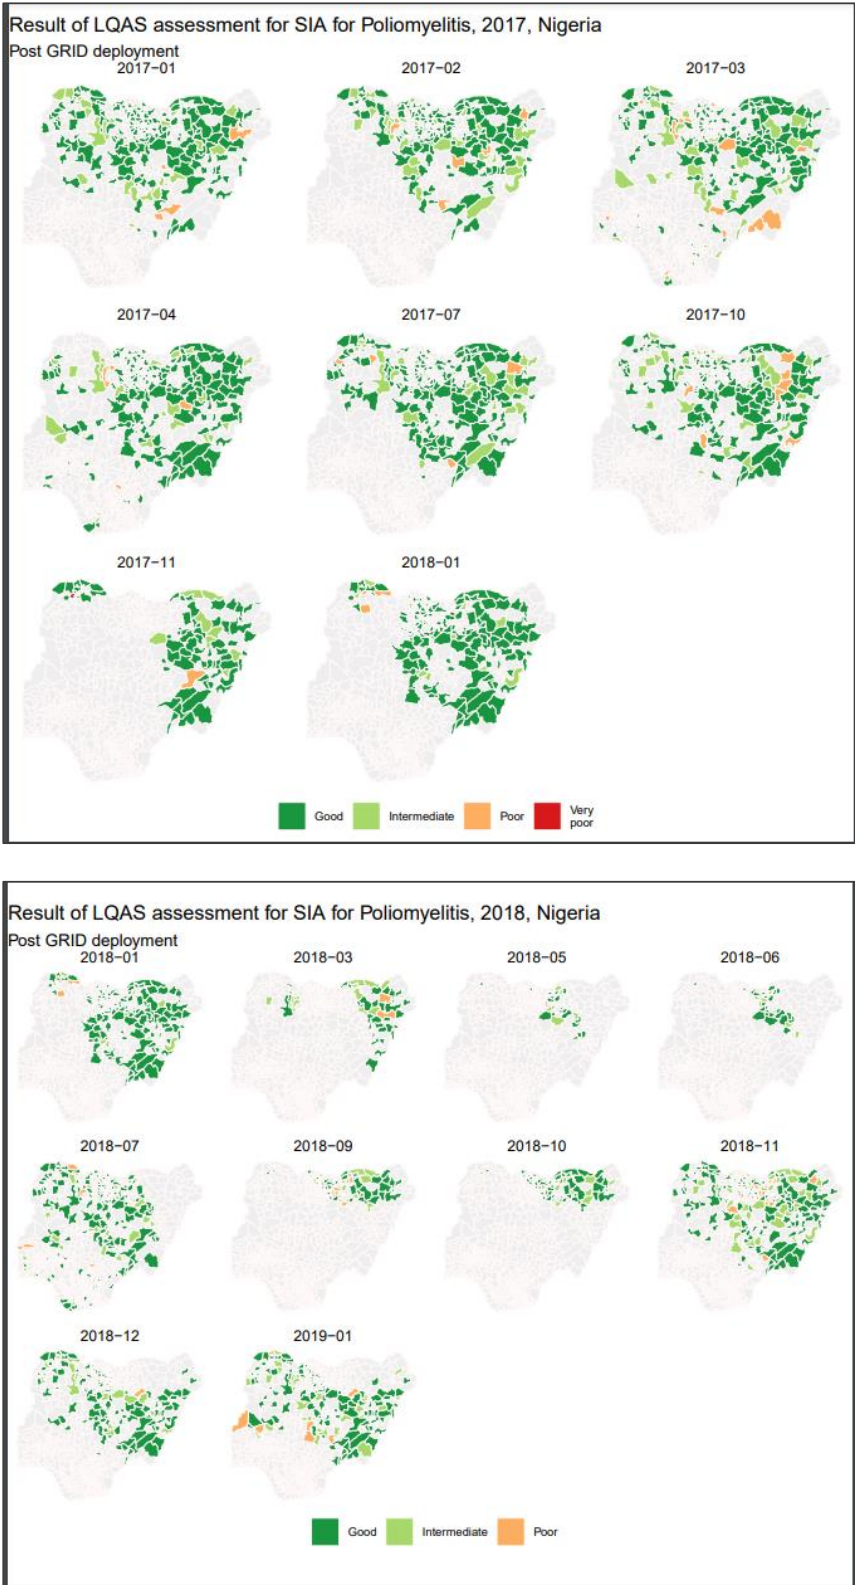 Result of LQAS assessment for SIA for Poliomyelitis, 2017, Nigeria
Post GRID deployment
2017−01 2017−02 2017−03
2017−04 2017−07 2017−10
2017−11 2018−01
Good Intermediate Poor Very poor
Result of LQAS assessment for SIA for Poliomyelitis, 2018, Nigeria
Post GRID deployment
2018−01 2018−03 2018−05 2018−06
2018−07 2018−09 2018−10 2018−11
2018−12 2019−01
Good Intermediate Poor